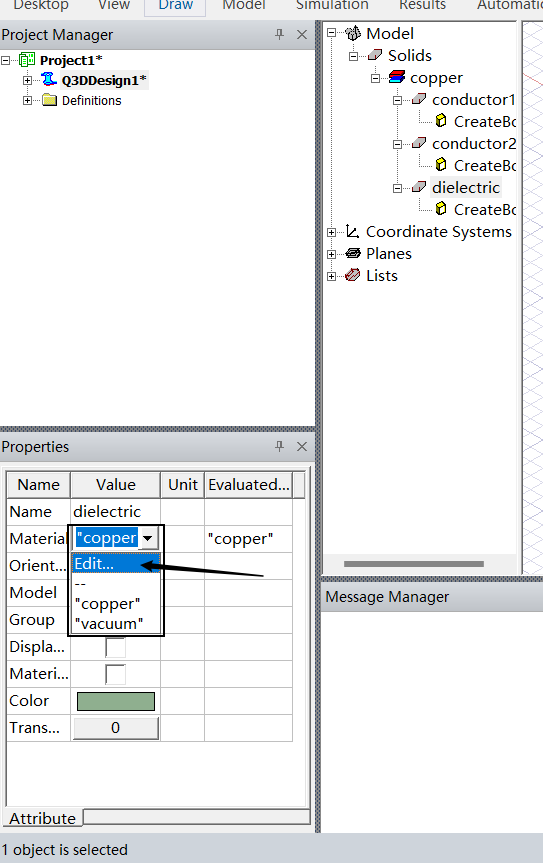 Desktop View Draw Model Simulation Results Automati
Project Manager
Project1*
Q3DDesign1*
Definitions
Model
Solids
copper
conductor1
CreateBo
conductor2
CreateBo
dielectric
CreateBo
Coordinate Systems
Planes
Lists
Properties
Name Value Unit Evaluated...
Name dielectric
Material "copper "copper"
Orient... Edit...
Model --
"copper"
Group "vacuum"
Displa...
Materi...
Color
Trans... 0
Attribute
Message Manager
1 object is selected